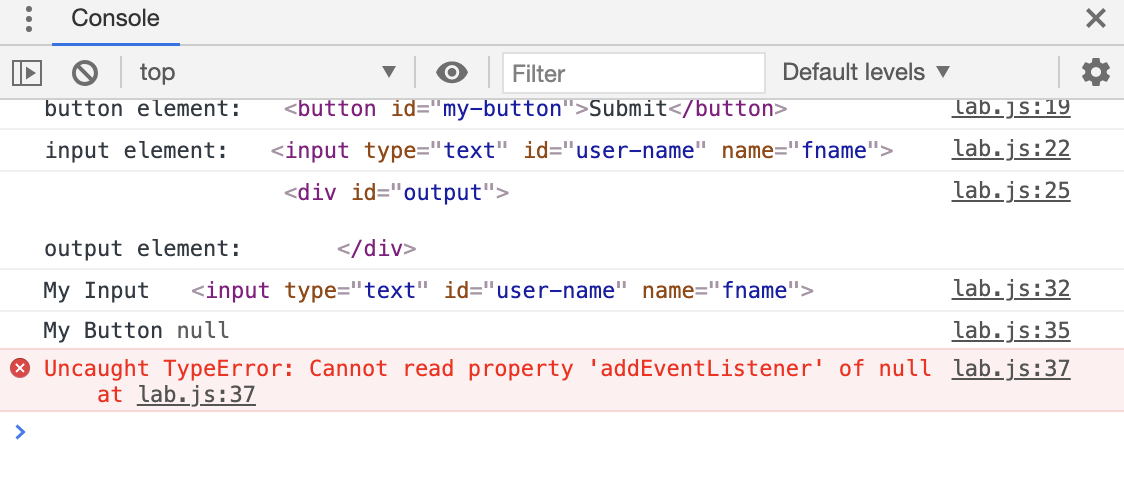 Console
top Filter Default levels
button element: <button id="my-button">Submit</button> lab.js:19
input element: <input type="text" id="user-name" name="fname"> lab.js:22
<div id="output"> lab.js:25
output element: </div>
My Input <input type="text" id="user-name" name="fname"> lab.js:32
My Button null lab.js:35
Uncaught TypeError: Cannot read property 'addEventListener' of null lab.js:37
at lab.js:37